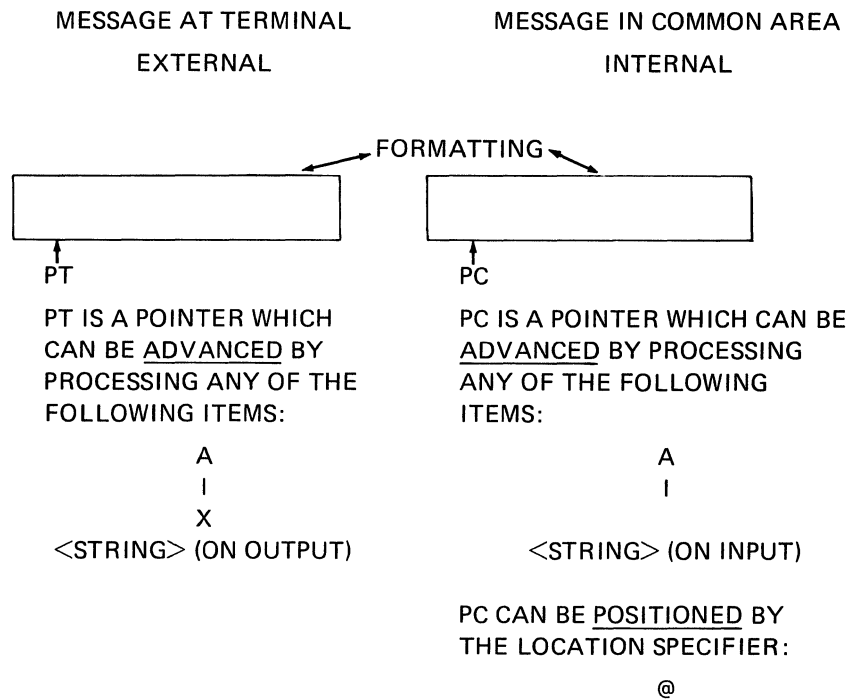 MESSAGE AT TERMINAL
EXTERNAL
MESSAGE IN COMMON AREA
INTERNAL
FORMATTING
PT
PT IS A POINTER WHICH
CAN BE ADVANCED BY
PROCESSING ANY OF THE
FOLLOWING ITEMS:
A
I
X
<STRING> (ON OUTPUT)
PC
PC IS A POINTER WHICH CAN BE
ADVANCED BY PROCESSING
ANY OF THE FOLLOWING
ITEMS:
A
I
<STRING> (ON INPUT)
PC CAN BE POSITIONED BY
THE LOCATION SPECIFIER:
@